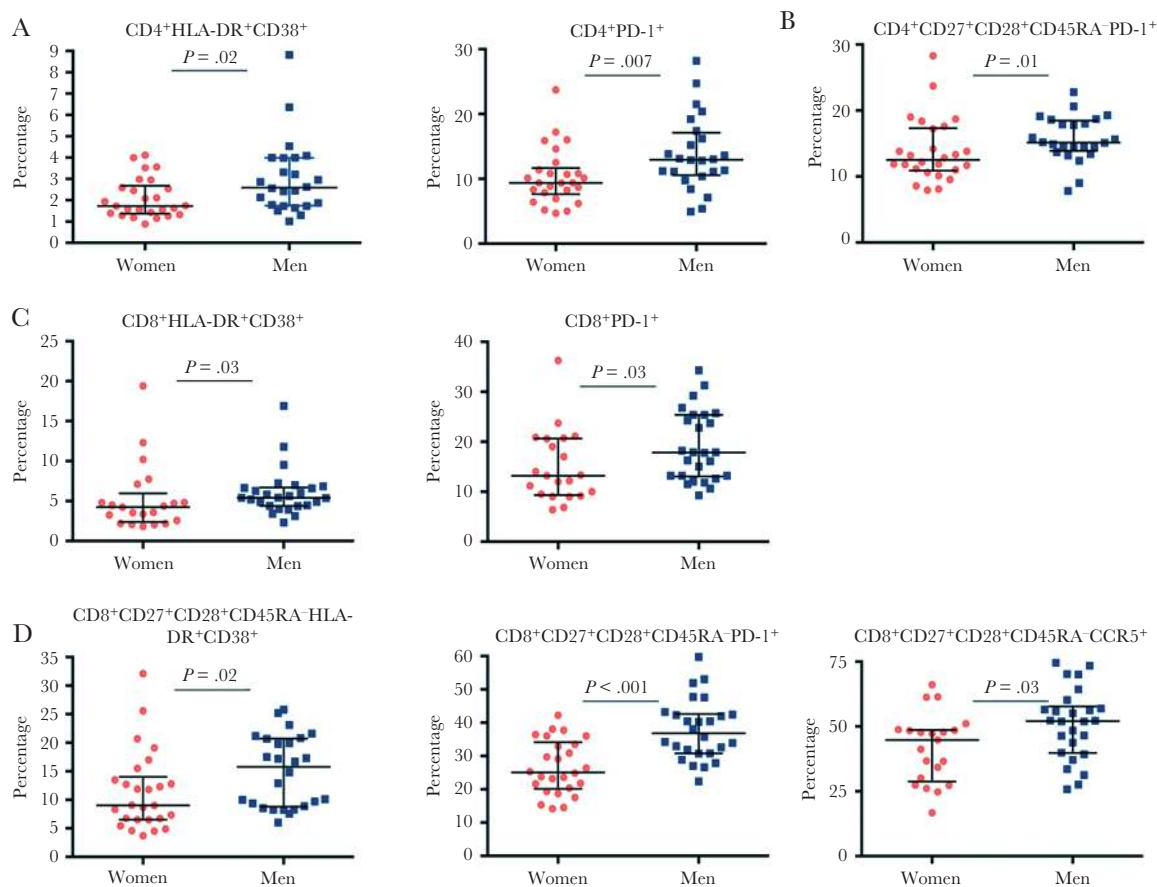 A
CD4⁺HLA-DR⁺CD38⁺
P = .02
Percentage
9
8
7
6
5
4
3
2
1
0
Women
Men
CD4⁺PD-1⁺
P = .007
Percentage
30
20
10
0
Women
Men
B
CD4⁺CD27⁺CD28⁺CD45RA⁻PD-1⁺
P = .01
Percentage
30
20
10
0
Women
Men
C
CD8⁺HLA-DR⁺CD38⁺
P = .03
Percentage
25
20
15
10
5
0
Women
Men
CD8⁺PD-1⁺
P = .03
Percentage
40
30
20
10
0
Women
Men
D
CD8⁺CD27⁺CD28⁺CD45RA⁻HLA-
DR⁺CD38⁺
P = .02
Percentage
35
30
25
20
15
10
5
0
Women
Men
CD8⁺CD27⁺CD28⁺CD45RA⁻PD-1⁺
P < .001
Percentage
60
50
40
30
20
10
0
Women
Men
CD8⁺CD27⁺CD28⁺CD45RA⁻CCR5⁺
P = .03
Percentage
75
50
25
0
Women
Men